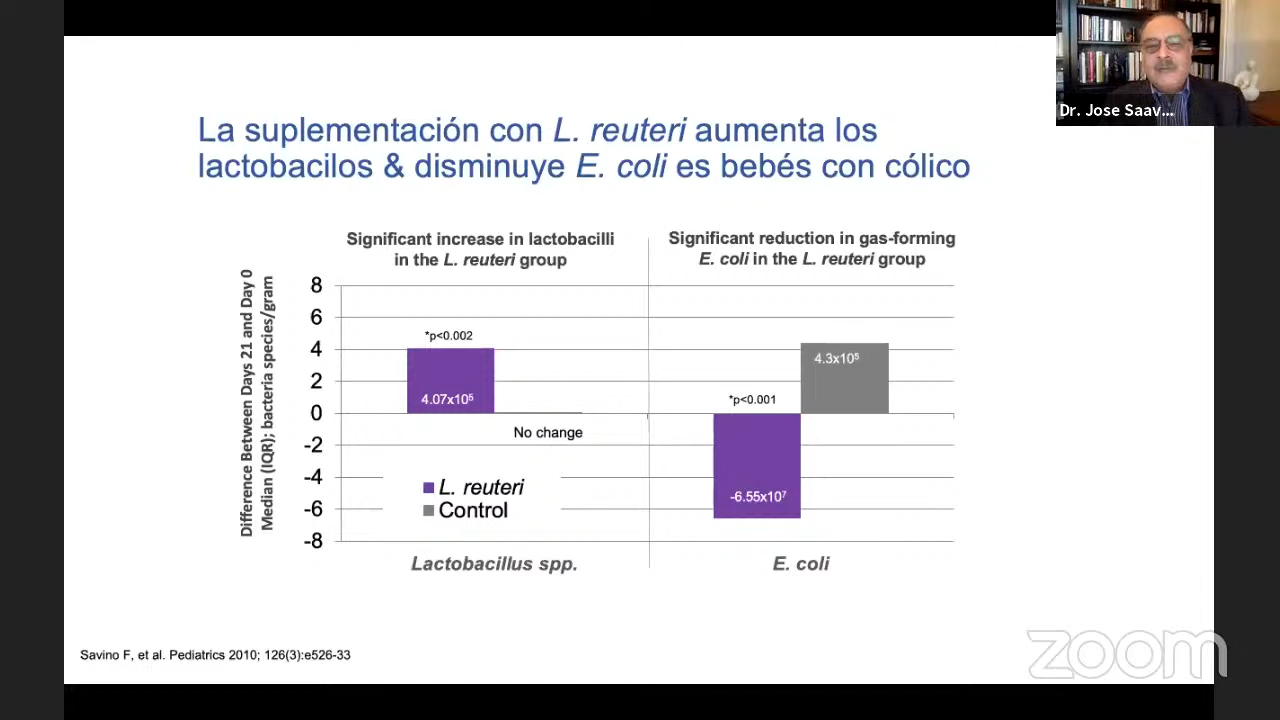 Dr. Jose Saav...
La suplementación con L. reuteri aumenta los
lactobacilos & disminuye E. coli es bebés con cólico
Significant increase in lactobacilli
in the L. reuteri group
Significant reduction in gas-forming
E. coli in the L. reuteri group
Difference Between Days 21 and Day 0
Median (IQR); bacteria species/gram
8
6
4
2
0
-2
-4
-6
-8
*p<0.002
4.07x10⁵
No change
*p<0.001
4.3x10⁵
-6.55x10⁷
L. reuteri
Control
Lactobacillus spp.
E. coli
Savino F, et al. Pediatrics 2010; 126(3):e526-33
zoom